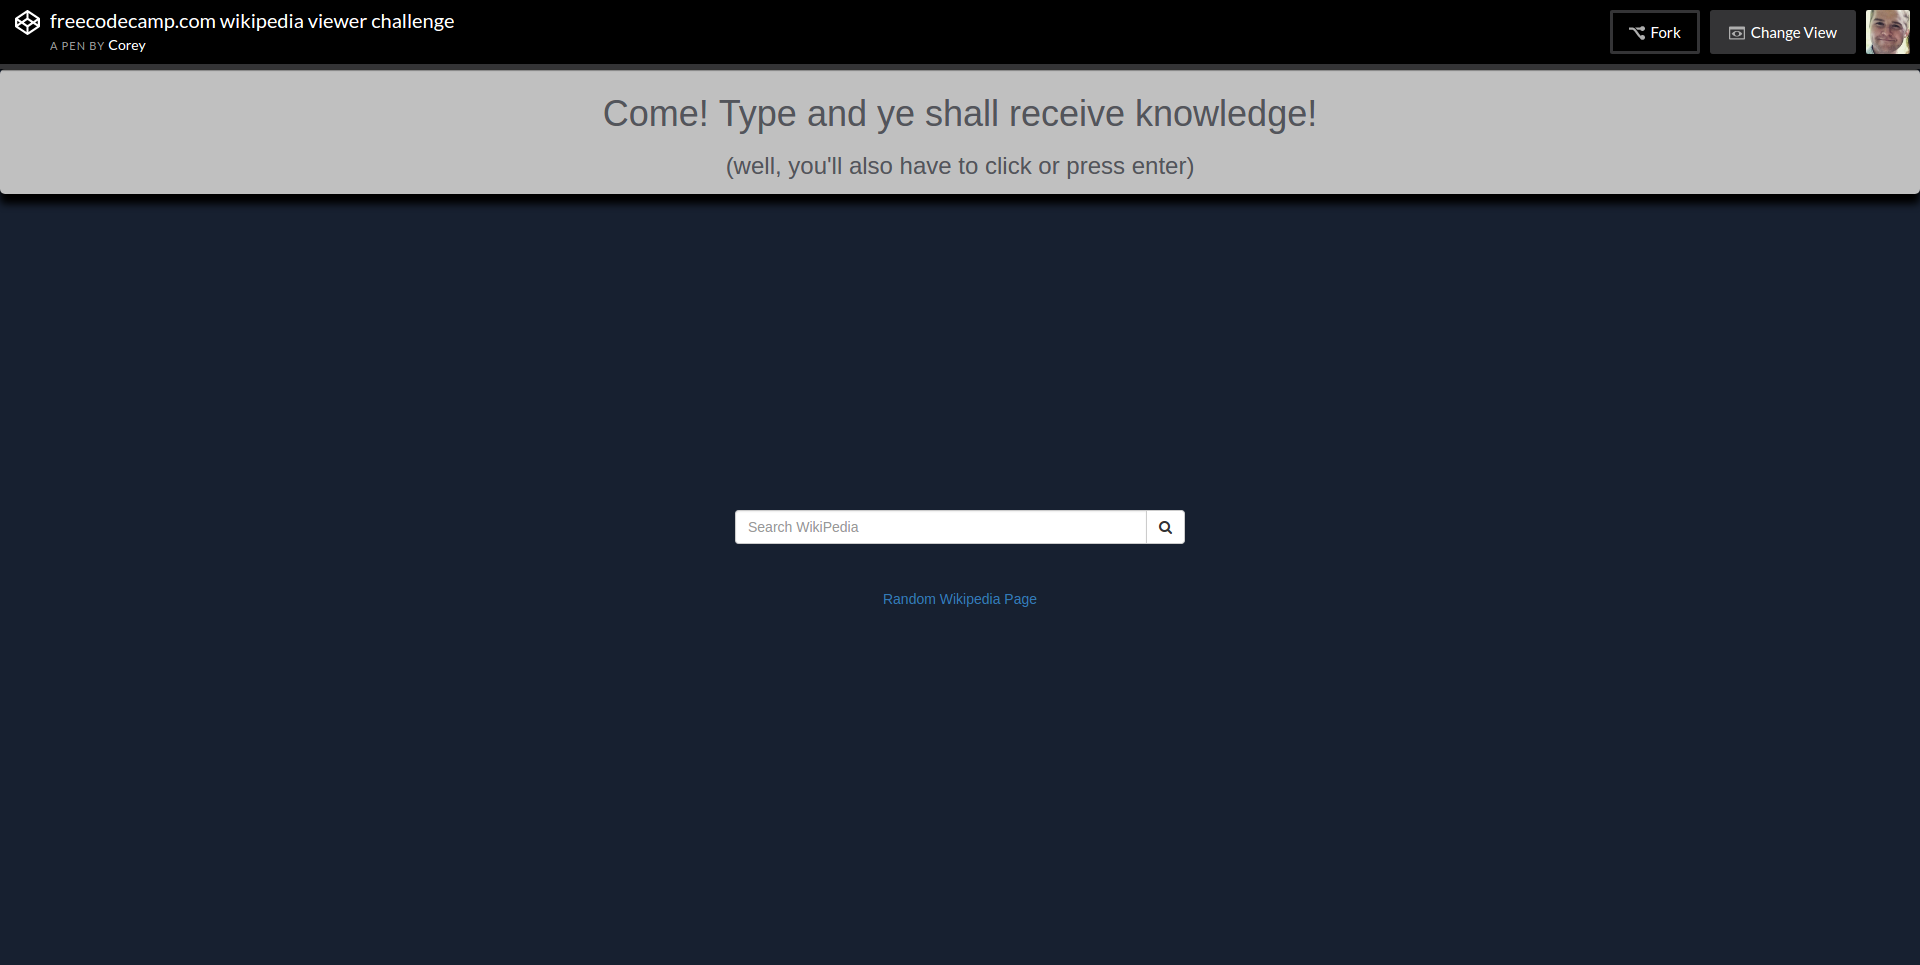 freecodecamp.com wikipedia viewer challenge
A PEN BY Corey
Fork
Change View
Come! Type and ye shall receive knowledge!
(well, you'll also have to click or press enter)
Search WikiPedia
Random Wikipedia Page